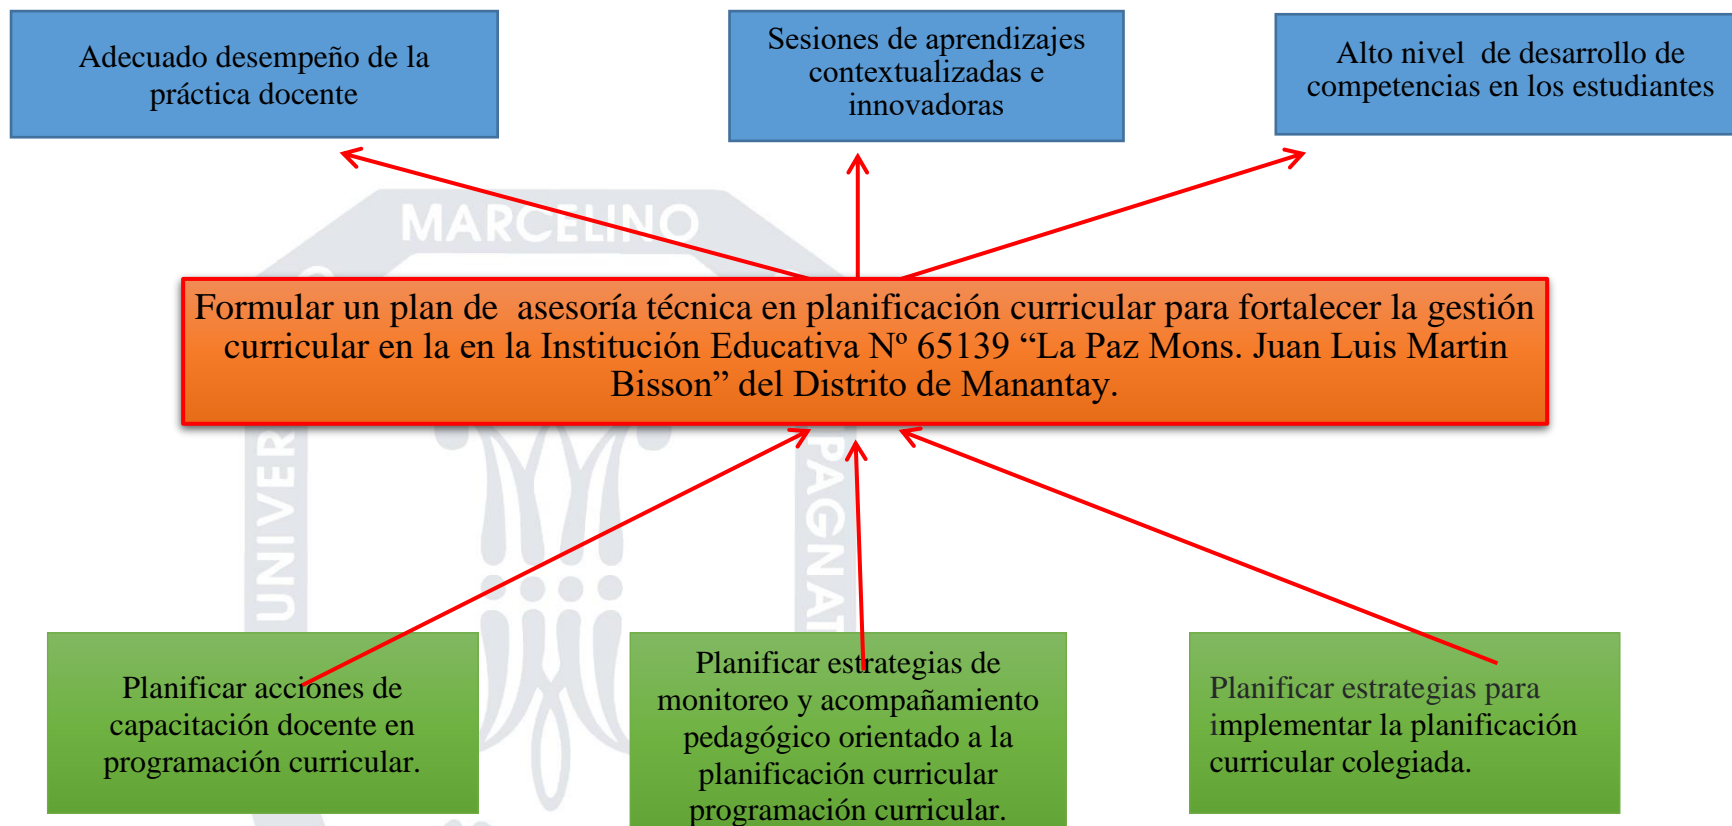 Adecuado desempeño de la
práctica docente
Sesiones de aprendizajes
contextualizadas e
innovadoras
Alto nivel de desarrollo de
competencias en los estudiantes
MARCELINO
Formular un plan de asesoría técnica en planificación curricular para fortalecer la gestión
curricular en la en la Institución Educativa Nº 65139 “La Paz Mons. Juan Luis Martin
Bisson” del Distrito de Manantay.
UNIVER
PAGNAT
Planificar acciones de
capacitación docente en
programación curricular.
Planificar estrategias de
monitoreo y acompañamiento
pedagógico orientado a la
planificación curricular
programación curricular.
Planificar estrategias para
implementar la planificación
curricular colegiada.